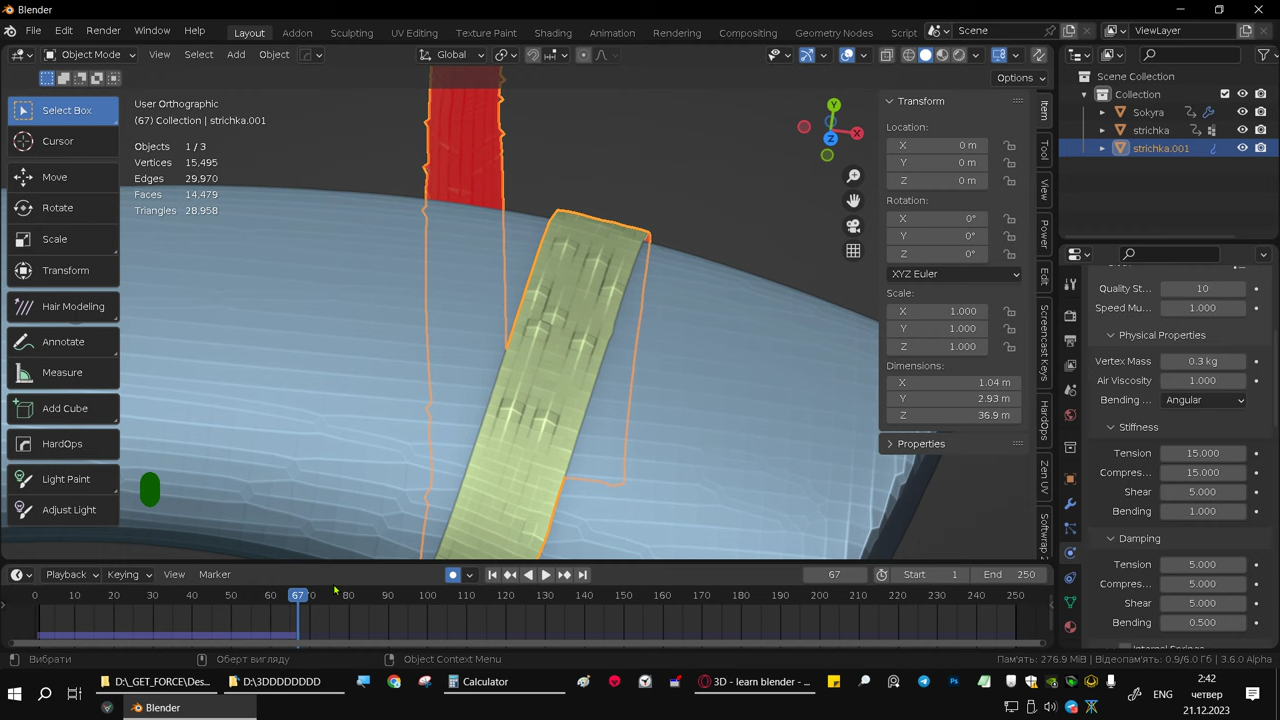 Blender
File Edit Render Window Help Layout Addon Sculpting UV Editing Texture Paint Shading Animation Rendering Compositing Geometry Nodes Script Scene ViewLayer
Object Mode View Select Add Object Global
Options
Select Box
Cursor
Move
Rotate
Scale
Transform
Hair Modeling
Annotate
Measure
Add Cube
HardOps
Light Paint
Adjust Light
User Orthographic
(67) Collection | strichka.001
Objects 1 / 3
Vertices 15,495
Edges 29,970
Faces 14,479
Triangles 28,958
Y
X
Z
Transform
Location:
X 0 m
Y 0 m
Z 0 m
Rotation:
X 0°
Y 0°
Z 0°
XYZ Euler
Scale:
X 1.000
Y 1.000
Z 1.000
Dimensions:
X 1.04 m
Y 2.93 m
Z 36.9 m
Properties
Item
Tool
View
Power
Edit
Screencast Keys
HardOps
Zen UV
Softwrap 2
Scene Collection
Collection
Sokyra
strichka
strichka.001
Quality St... 10
Speed Mu... 1.000
Physical Properties
Vertex Mass 0.3 kg
Air Viscosity 1.000
Bending ... Angular
Stiffness
Tension 15.000
Compres... 15.000
Shear 5.000
Bending 1.000
Damping
Tension 5.000
Compres... 5.000
Shear 5.000
Bending 0.500
Internal Springs
Playback Keying View Marker 67 Start 1 End 250
0 10 20 30 40 50 60 67 70 80 90 100 110 120 130 140 150 160 170 180 190 200 210 220 230 240 250
Вибрати Оберт вигляду Object Context Menu Пам'ять: 276.9 MiB | Відеопам'ять: 0.9/6.0 Гб | 3.6.0 Alpha
D:\_GET_FORCE\Des... D:\3DDDDDDDD Calculator 3D - learn blender - ...
Blender
ENG
2:42
четвер
21.12.2023